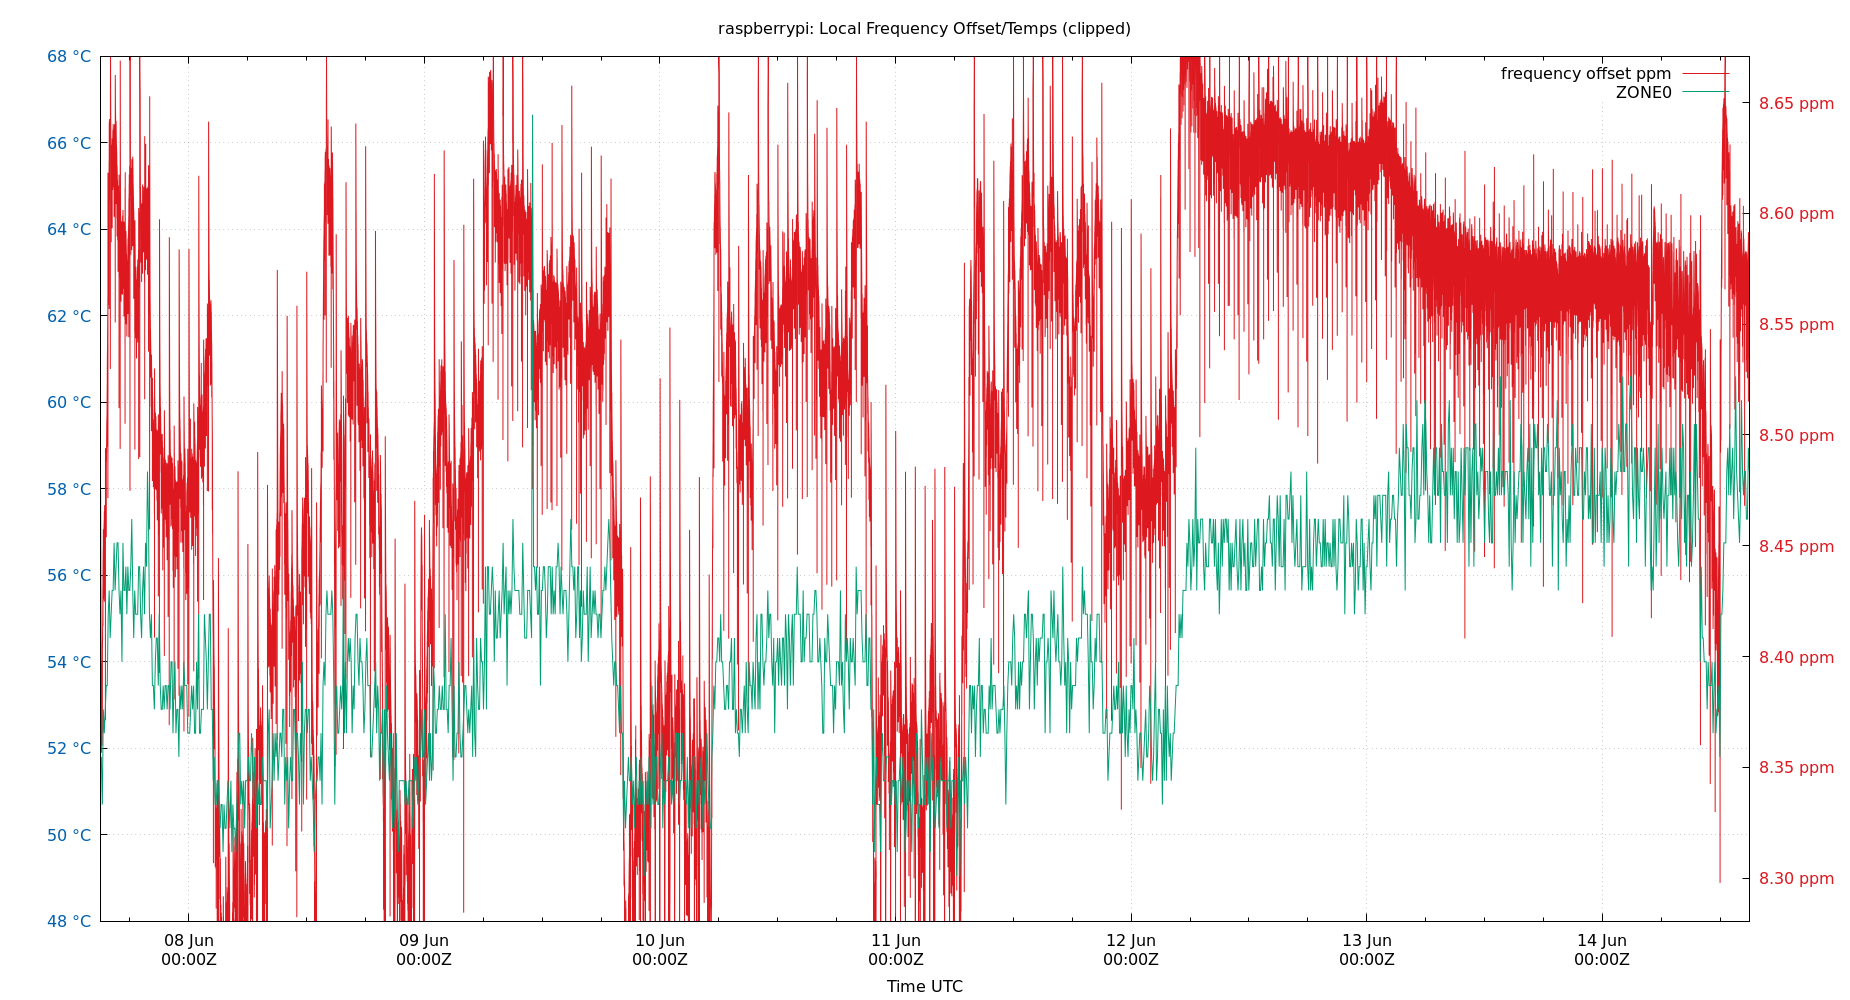 raspberrypi: Local Frequency Offset/Temps (clipped)
68 °C
66 °C
64 °C
62 °C
60 °C
58 °C
56 °C
54 °C
52 °C
50 °C
48 °C
frequency offset ppm
ZONE0
8.65 ppm
8.60 ppm
8.55 ppm
8.50 ppm
8.45 ppm
8.40 ppm
8.35 ppm
8.30 ppm
08 Jun
00:00Z
09 Jun
00:00Z
10 Jun
00:00Z
11 Jun
00:00Z
12 Jun
00:00Z
13 Jun
00:00Z
14 Jun
00:00Z
Time UTC